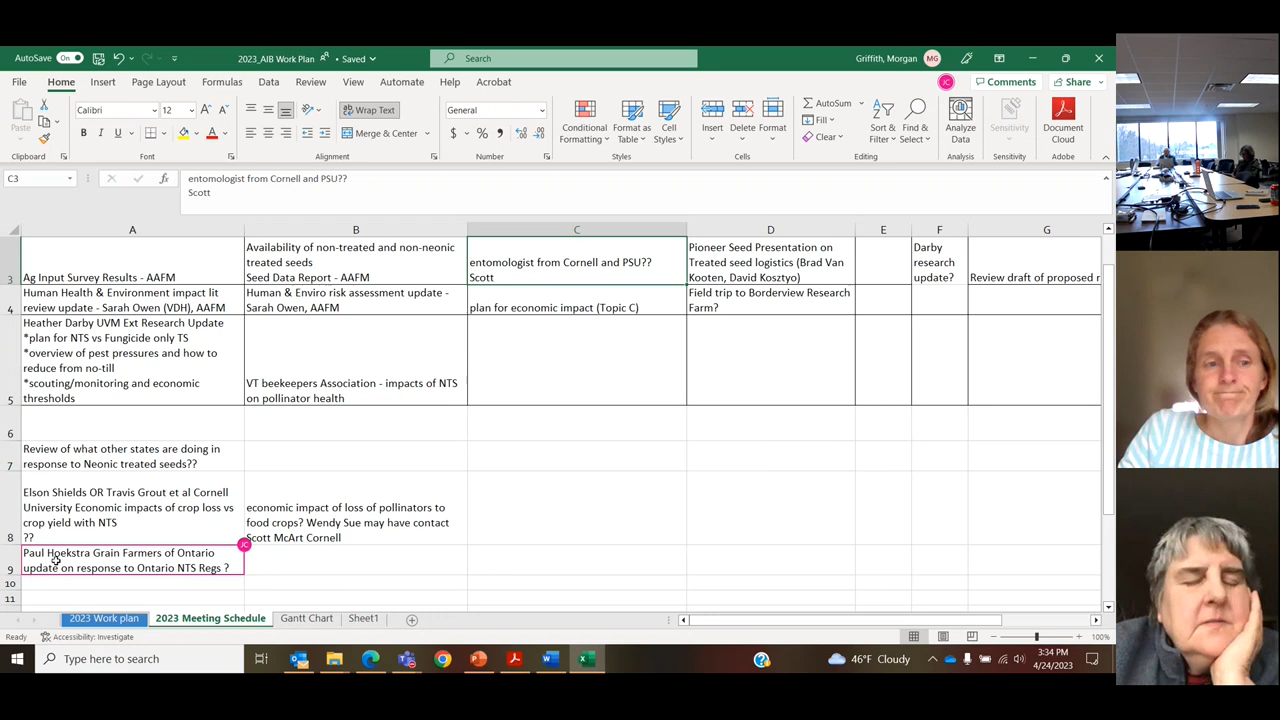 AutoSave On 2023_AIB Work Plan • Saved Search Griffith, Morgan MG
File Home Insert Page Layout Formulas Data Review View Automate Help Acrobat JC Comments Share
Paste Calibri 12 A A Wrap Text General Conditional Formatting Format as Table Cell Styles Insert Delete Format AutoSum Fill Clear Sort & Filter Find & Select Analyze Data Sensitivity Document Cloud
B I U A Merge & Center $ % 9
Clipboard Font Alignment Number Styles Cells Editing Analysis Sensitivity Adobe
C3 fx entomologist from Cornell and PSU??
Scott
A B C D E F G
3 Ag Input Survey Results - AAFM
Availability of non-treated and non-neonic
treated seeds
Seed Data Report - AAFM
entomologist from Cornell and PSU??
Scott
Pioneer Seed Presentation on
Treated seed logistics (Brad Van
Kooten, David Kosztyo)
Darby
research
update?
Review draft of proposed r
4 Human Health & Environment impact lit
review update - Sarah Owen (VDH), AAFM
Human & Enviro risk assessment update -
Sarah Owen, AAFM
plan for economic impact (Topic C)
Field trip to Borderview Research
Farm?
5 Heather Darby UVM Ext Research Update
*plan for NTS vs Fungicide only TS
*overview of pest pressures and how to
reduce from no-till
*scouting/monitoring and economic
thresholds
VT beekeepers Association - impacts of NTS
on pollinator health
6
7 Review of what other states are doing in
response to Neonic treated seeds??
8 Elson Shields OR Travis Grout et al Cornell
University Economic impacts of crop loss vs
crop yield with NTS
??
economic impact of loss of pollinators to
food crops? Wendy Sue may have contact
Scott McArt Cornell
JC
9 Paul Hoekstra Grain Farmers of Ontario
update on response to Ontario NTS Regs ?
10
11
2023 Work plan 2023 Meeting Schedule Gantt Chart Sheet1
Ready Accessibility: Investigate 100%
Type here to search 46°F Cloudy 3:34 PM
4/24/2023